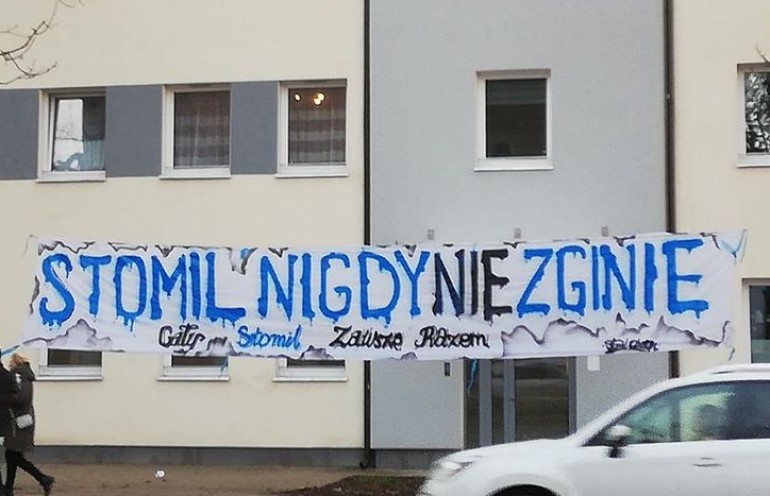 STOMIL NIGDY NIE ZGINIE
Cały Stomil Zawsze Razem